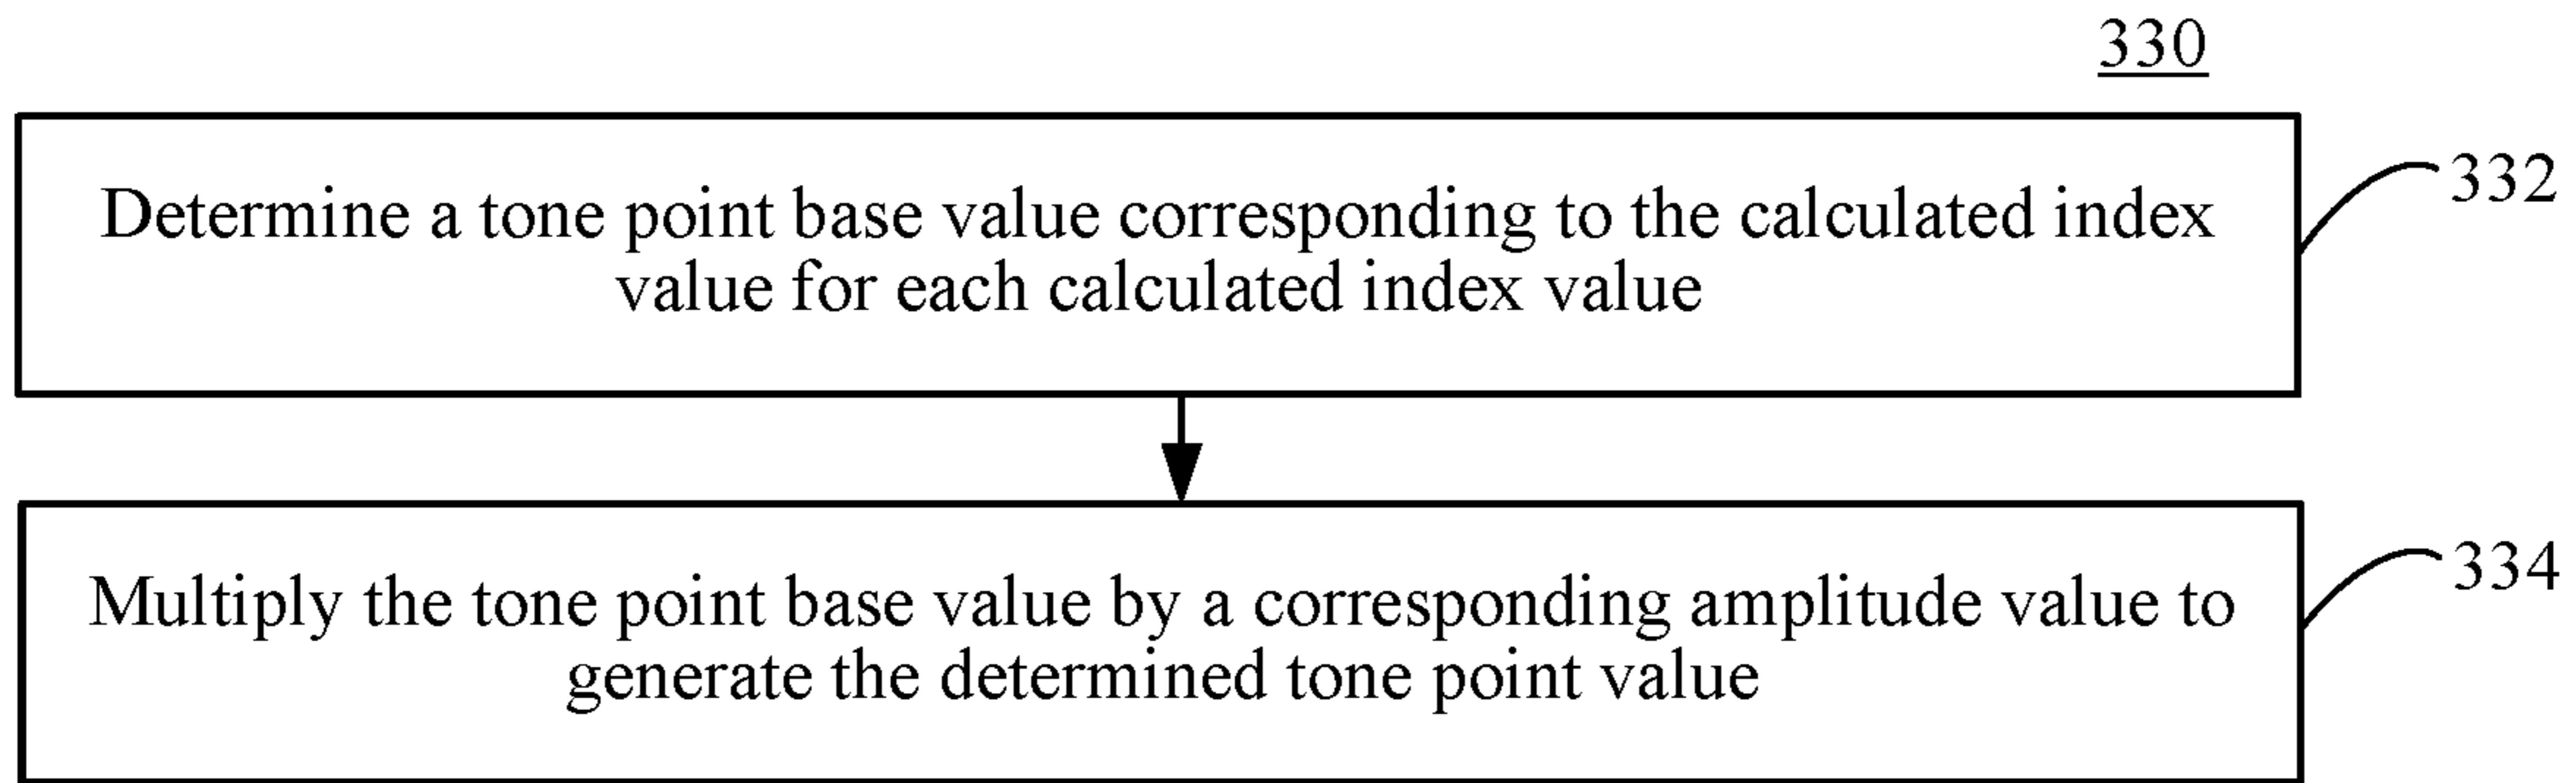 330
Determine a tone point base value corresponding to the calculated index
value for each calculated index value
332
Multiply the tone point base value by a corresponding amplitude value to
generate the determined tone point value
334